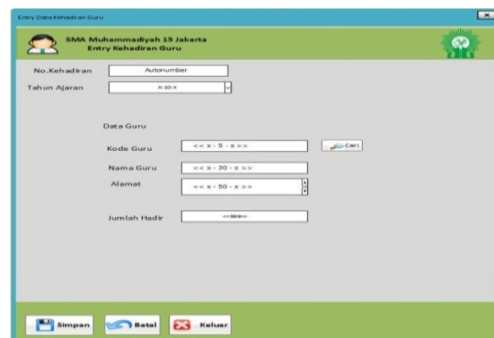 Entry Data Kehadiran Guru
SMA Muhammadiyah 15 Jakarta
Entry Kehadiran Guru
No.Kehadiran Autonumber
Tahun Ajaran x-10-x
Data Guru
Kode Guru << x - 5 - x >> Cari
Nama Guru << x - 30 - x >>
Alamat << x - 50 - x >>
Jumlah Hadir
Simpan Batal Keluar